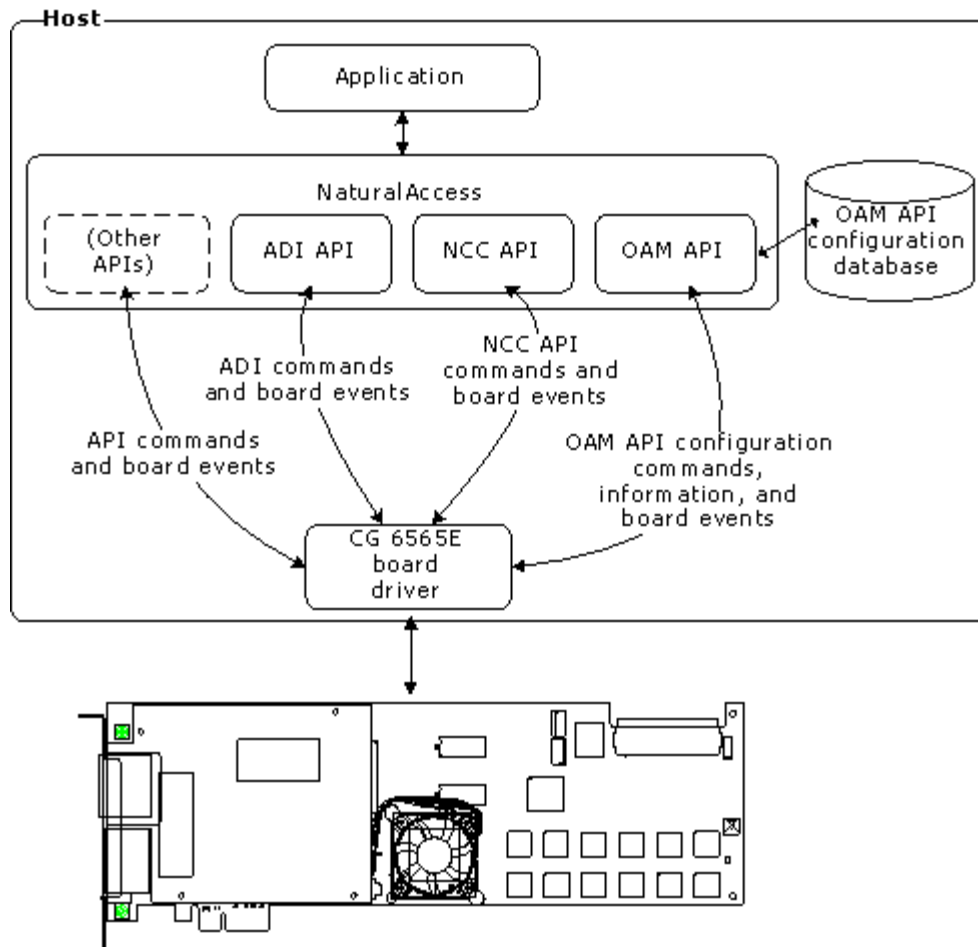 Host
Application
NaturalAccess
(Other
APIs)
ADI API
NCC API
OAM API
OAM API
configuration
database
ADI commands
and board events
NCC API
commands and
board events
API commands
and board events
OAM API configuration
commands,
information, and
board events
CG 6565E
board
driver